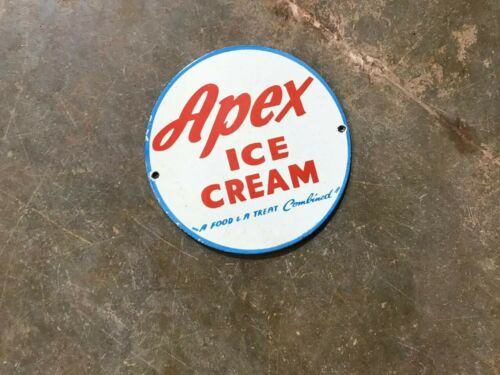 Apex
ICE
CREAM
"A FOOD & A TREAT Combined"